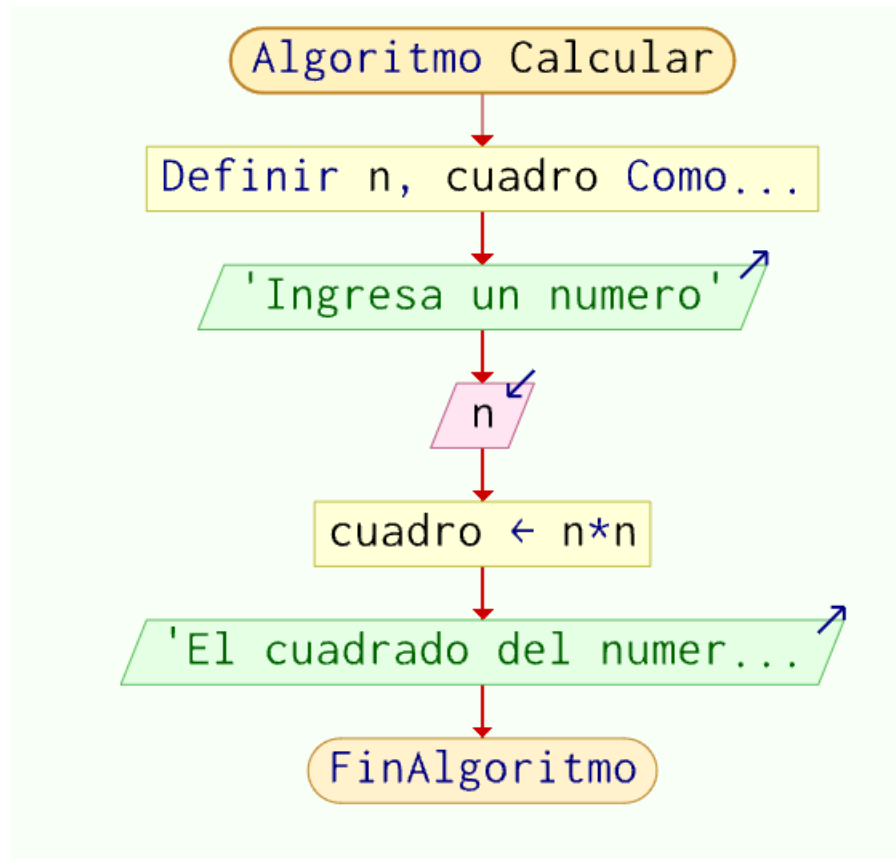 Algoritmo Calcular
Definir n, cuadro Como...
'Ingresa un numero'
n
cuadro ← n*n
'El cuadrado del numer...
FinAlgoritmo